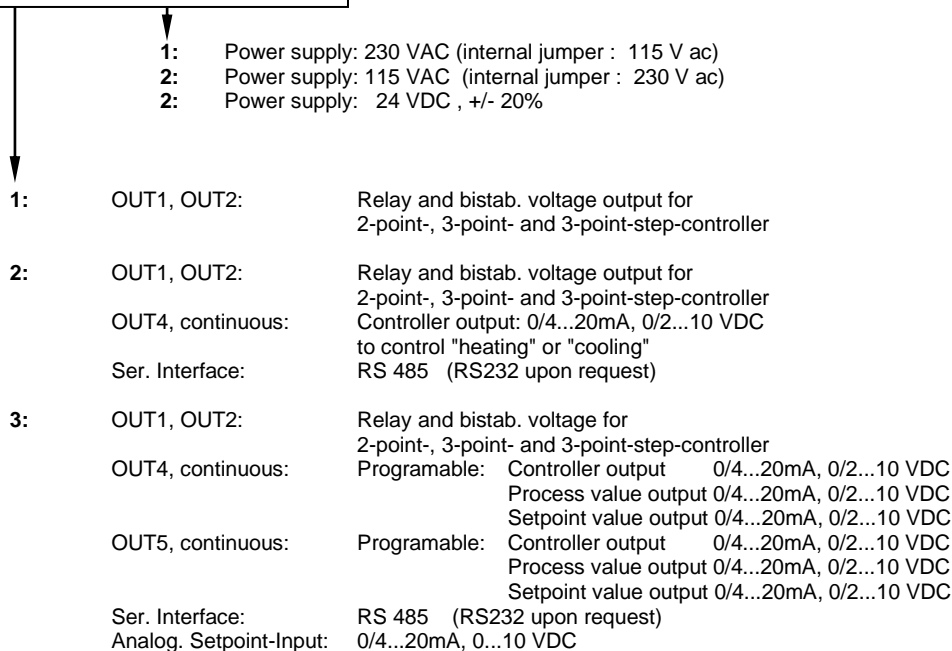 1: Power supply: 230 VAC (internal jumper : 115 V ac)
2: Power supply: 115 VAC (internal jumper : 230 V ac)
2: Power supply: 24 VDC , +/- 20%
1: OUT1, OUT2: Relay and bistab. voltage output for
2-point-, 3-point- and 3-point-step-controller
2: OUT1, OUT2: Relay and bistab. voltage output for
2-point-, 3-point- and 3-point-step-controller
OUT4, continuous: Controller output: 0/4...20mA, 0/2...10 VDC
to control "heating" or "cooling"
Ser. Interface: RS 485 (RS232 upon request)
3: OUT1, OUT2: Relay and bistab. voltage for
2-point-, 3-point- and 3-point-step-controller
OUT4, continuous: Programable: Controller output 0/4...20mA, 0/2...10 VDC
Process value output 0/4...20mA, 0/2...10 VDC
Setpoint value output 0/4...20mA, 0/2...10 VDC
OUT5, continuous: Programable: Controller output 0/4...20mA, 0/2...10 VDC
Process value output 0/4...20mA, 0/2...10 VDC
Setpoint value output 0/4...20mA, 0/2...10 VDC
Ser. Interface: RS 485 (RS232 upon request)
Analog. Setpoint-Input: 0/4...20mA, 0...10 VDC